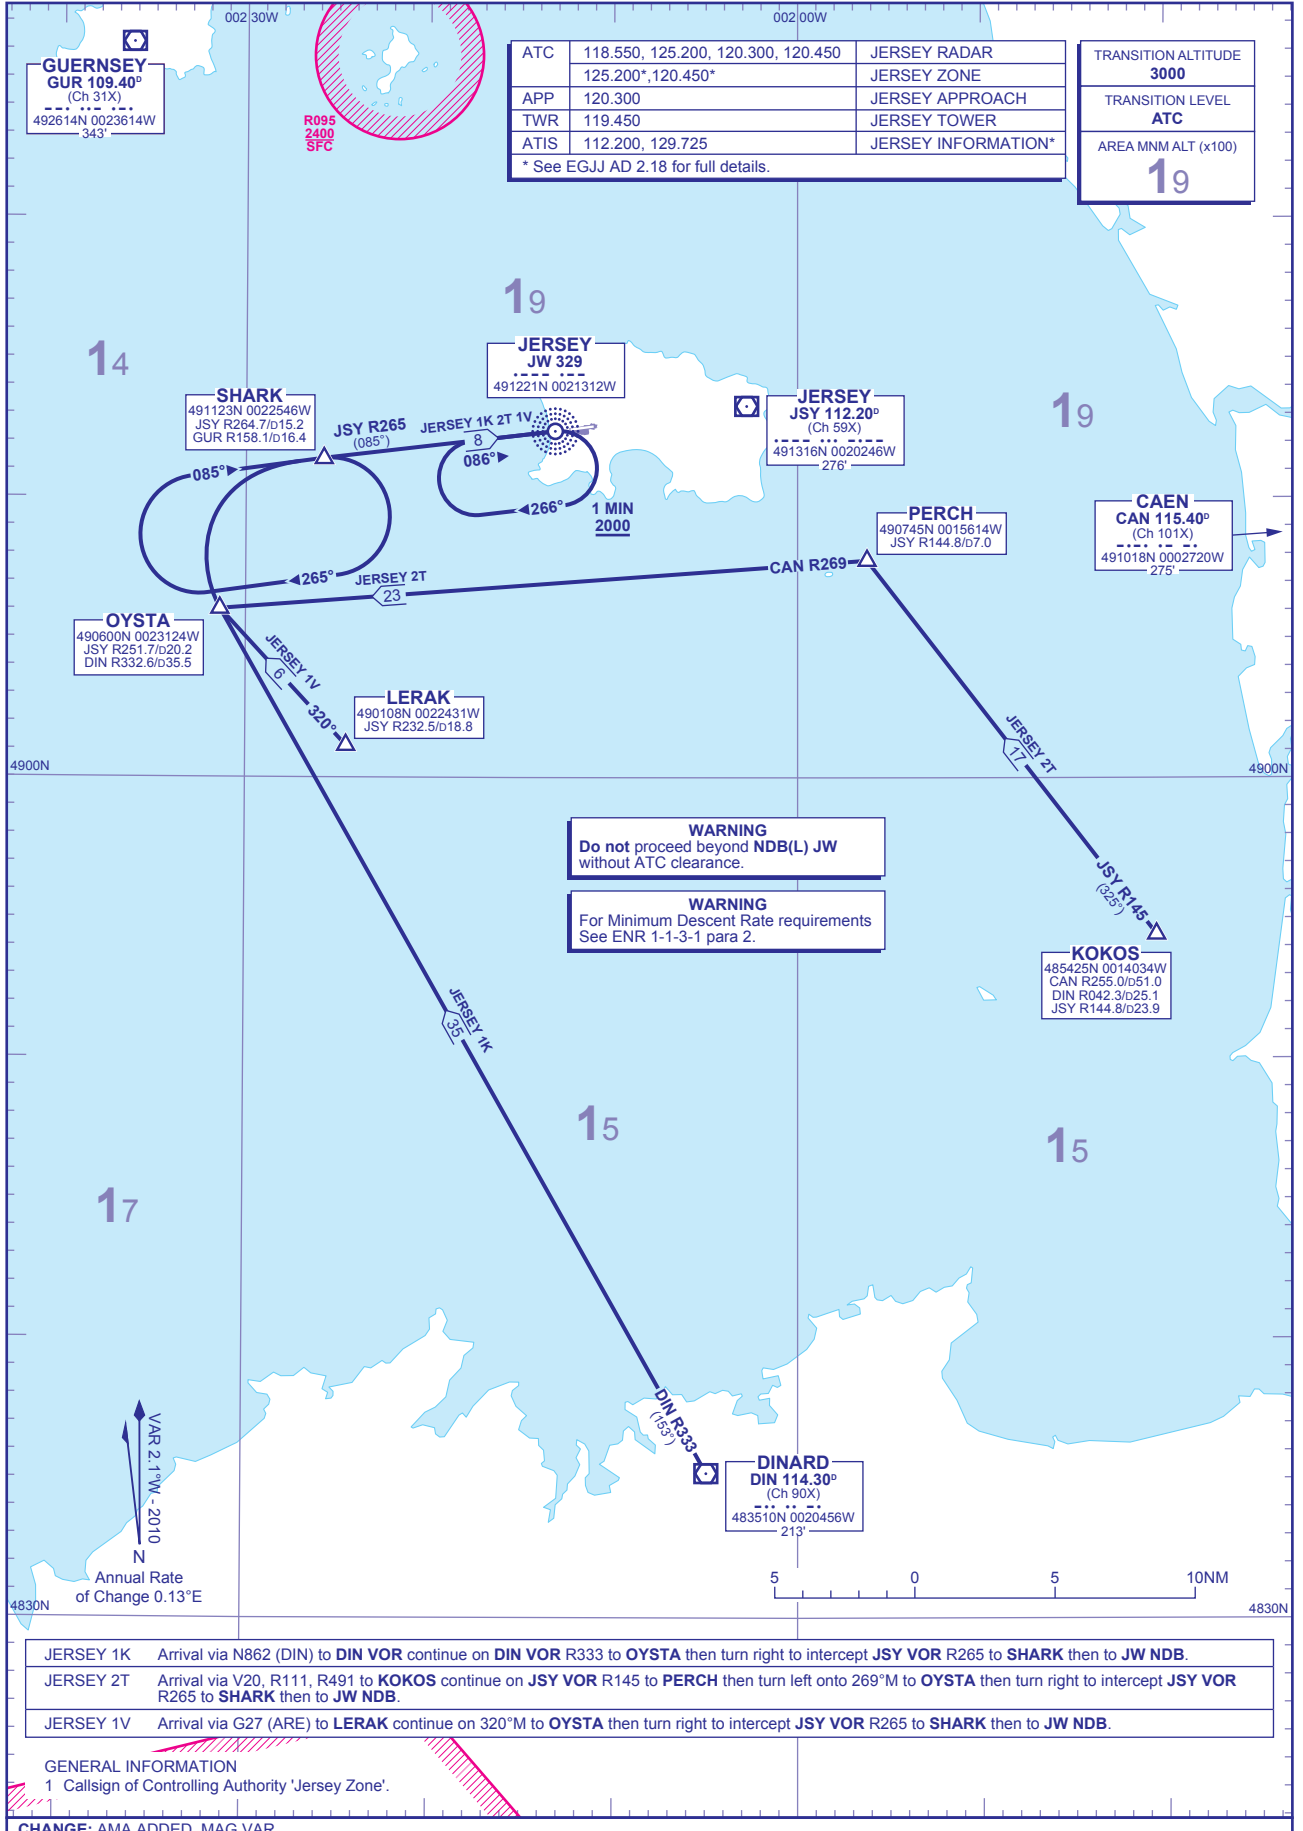 002 30W
002 00W
GUERNSEY
GUR 109.40ᴰ
(Ch 31X)
492614N 0023614W
343'
R095
2400
SFC
ATC 118.550, 125.200, 120.300, 120.450 JERSEY RADAR
125.200*,120.450* JERSEY ZONE
APP 120.300 JERSEY APPROACH
TWR 119.450 JERSEY TOWER
ATIS 112.200, 129.725 JERSEY INFORMATION*
* See EGJJ AD 2.18 for full details.
TRANSITION ALTITUDE
3000
TRANSITION LEVEL
ATC
AREA MNM ALT (x100)
19
19
14
19
JERSEY
JW 329
491221N 0021312W
SHARK
491123N 0022546W
JSY R264.7/D15.2
GUR R158.1/D16.4
JSY R265
(085°)
JERSEY 1K 2T 1V
8
086°
085°
266°
1 MIN
2000
265°
JERSEY
JSY 112.20ᴰ
(Ch 59X)
491316N 0020246W
276'
PERCH
490745N 0015614W
JSY R144.8/D7.0
CAEN
CAN 115.40ᴰ
(Ch 101X)
491018N 0002720W
275'
CAN R269
JERSEY 2T
23
OYSTA
490600N 0023124W
JSY R251.7/D20.2
DIN R332.6/D35.5
JERSEY 1V
6
320°
LERAK
490108N 0022431W
JSY R232.5/D18.8
JERSEY 2T
17
4900N
4900N
WARNING
Do not proceed beyond NDB(L) JW
without ATC clearance.
WARNING
For Minimum Descent Rate requirements
See ENR 1-1-3-1 para 2.
JSY R145
(325°)
KOKOS
485425N 0014034W
CAN R255.0/D51.0
DIN R042.3/D25.1
JSY R144.8/D23.9
JERSEY 1K
35
15
15
17
DIN R333
(153°)
DINARD
DIN 114.30ᴰ
(Ch 90X)
483510N 0020456W
213'
VAR 2.1°W - 2010
N
Annual Rate
of Change 0.13°E
5 0 5 10NM
4830N
4830N
JERSEY 1K Arrival via N862 (DIN) to DIN VOR continue on DIN VOR R333 to OYSTA then turn right to intercept JSY VOR R265 to SHARK then to JW NDB.
JERSEY 2T Arrival via V20, R111, R491 to KOKOS continue on JSY VOR R145 to PERCH then turn left onto 269°M to OYSTA then turn right to intercept JSY VOR
R265 to SHARK then to JW NDB.
JERSEY 1V Arrival via G27 (ARE) to LERAK continue on 320°M to OYSTA then turn right to intercept JSY VOR R265 to SHARK then to JW NDB.
GENERAL INFORMATION
1 Callsign of Controlling Authority 'Jersey Zone'.
CHANGE: AMA ADDED. MAG VAR.